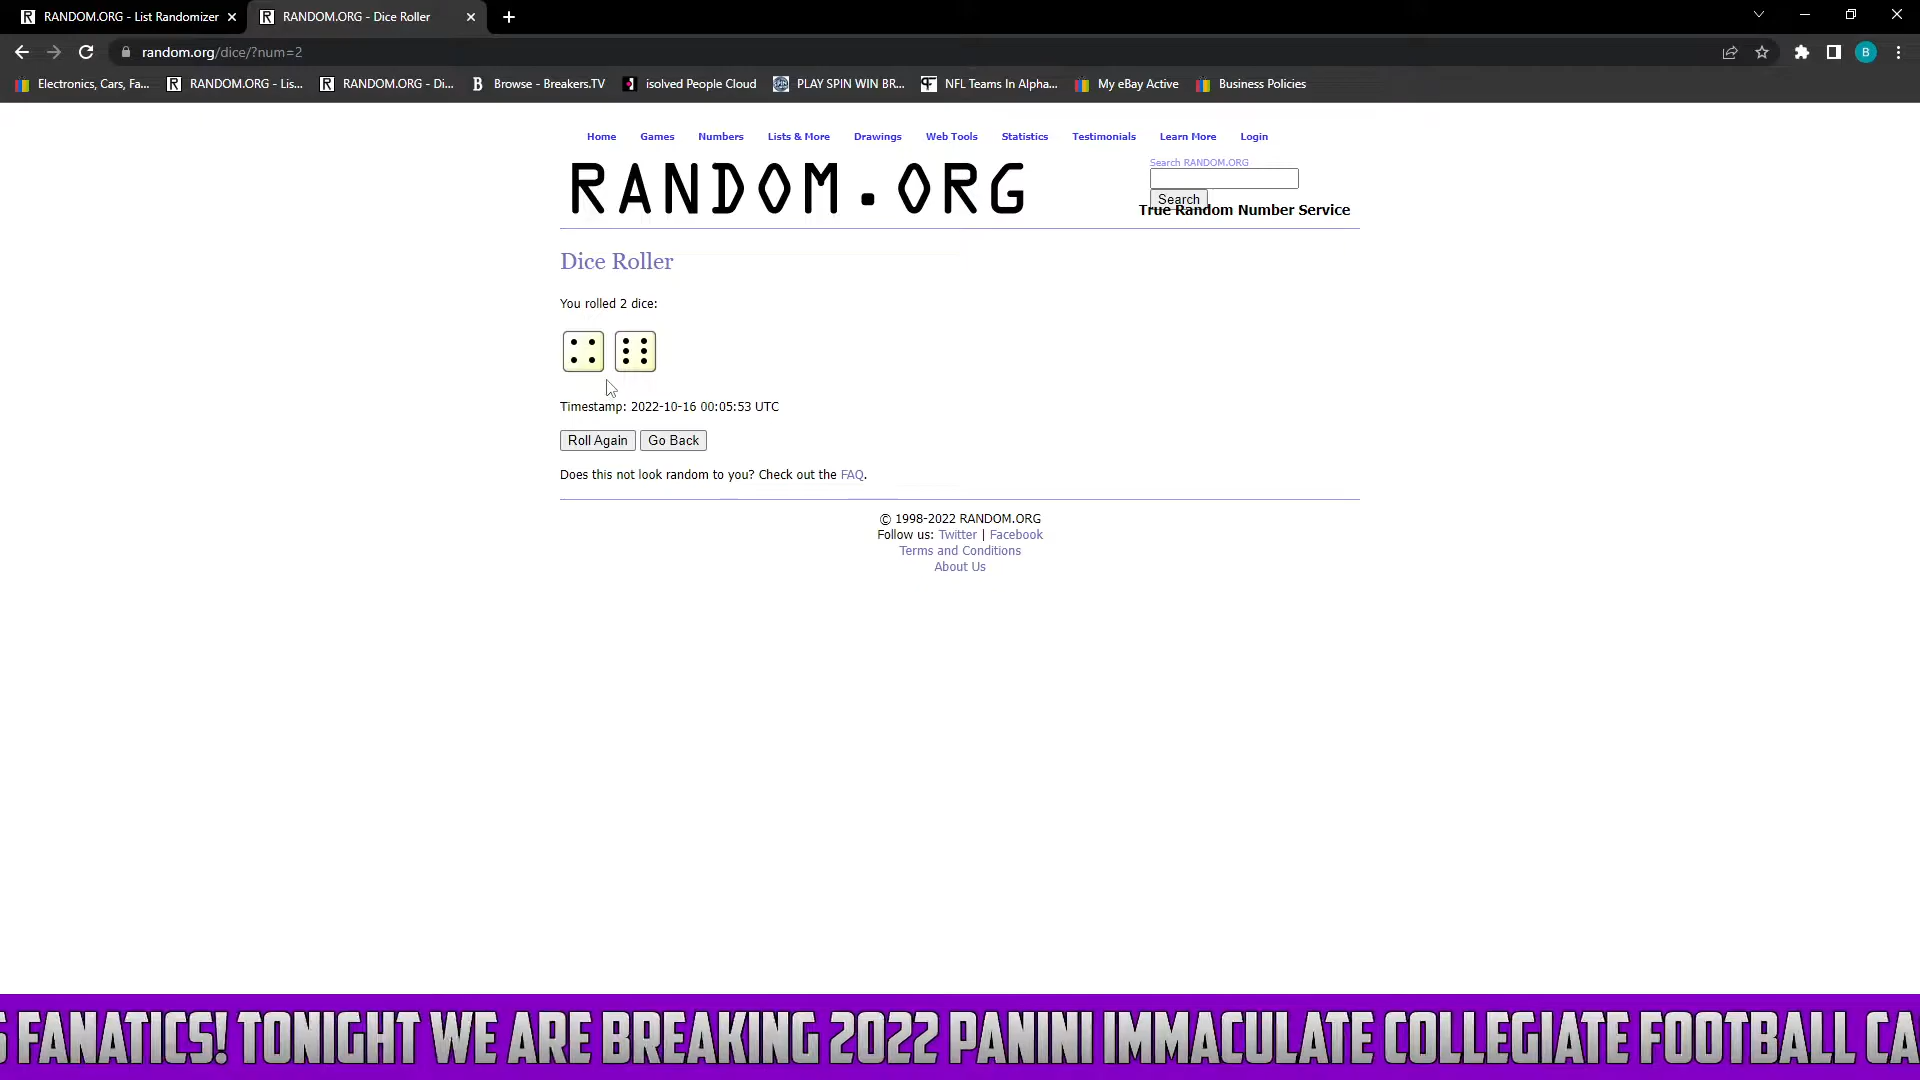 RANDOM.ORG - List Randomizer
RANDOM.ORG - Dice Roller
random.org/dice/?num=2
B
Electronics, Cars, Fa...
RANDOM.ORG - Lis...
RANDOM.ORG - Di...
Browse - Breakers.TV
isolved People Cloud
PLAY SPIN WIN BR...
NFL Teams In Alpha...
My eBay Active
Business Policies
Home Games Numbers Lists & More Drawings Web Tools Statistics Testimonials Learn More Login
RANDOM.ORG
Search RANDOM.ORG
Search
True Random Number Service
Dice Roller
You rolled 2 dice:
Timestamp: 2022-10-16 00:05:53 UTC
Roll Again Go Back
Does this not look random to you? Check out the FAQ.
© 1998-2022 RANDOM.ORG
Follow us: Twitter | Facebook
Terms and Conditions
About Us
S FANATICS! TONIGHT WE ARE BREAKING 2022 PANINI IMMACULATE COLLEGIATE FOOTBALL CA